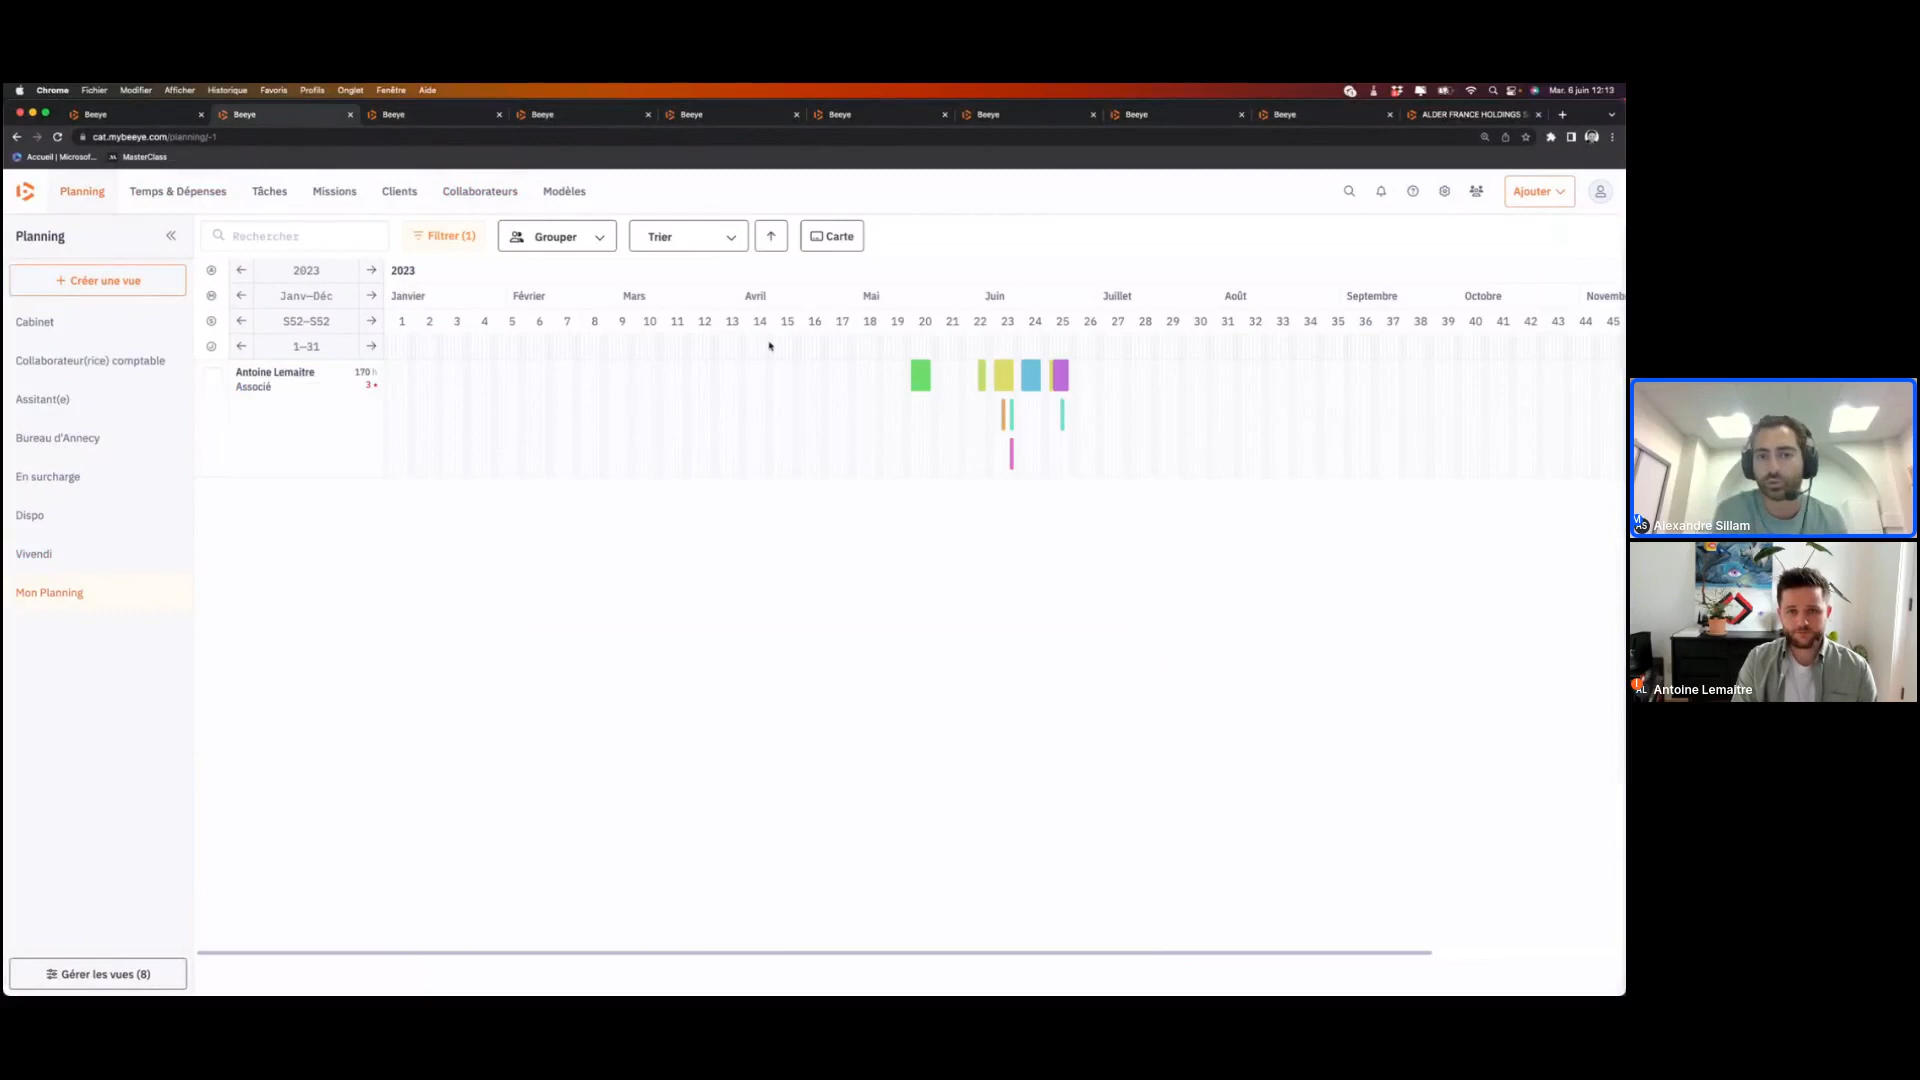 Chrome Fichier Modifier Afficher Historique Favoris Profils Onglet Fenêtre Aide Mar. 6 juin 12:13
Beeye Beeye Beeye Beeye Beeye Beeye Beeye Beeye Beeye ALDER FRANCE HOLDINGS S
cat.mybeeye.com/planning/-1
Accueil | Microsof... MasterClass
Planning Temps & Dépenses Tâches Missions Clients Collaborateurs Modèles Ajouter
Planning
Rechercher Filtrer (1) Grouper Trier Carte
+ Créer une vue
Cabinet
Collaborateur(rice) comptable
Assitant(e)
Bureau d'Annecy
En surcharge
Dispo
Vivendi
Mon Planning
Gérer les vues (8)
2023 2023
Janv—Déc Janvier Février Mars Avril Mai Juin Juillet Août Septembre Octobre Novemb
S52—S52 1 2 3 4 5 6 7 8 9 10 11 12 13 14 15 16 17 18 19 20 21 22 23 24 25 26 27 28 29 30 31 32 33 34 35 36 37 38 39 40 41 42 43 44 45
1—31
Antoine Lemaitre 170 h
Associé 3
Alexandre Sillam
Antoine Lemaitre